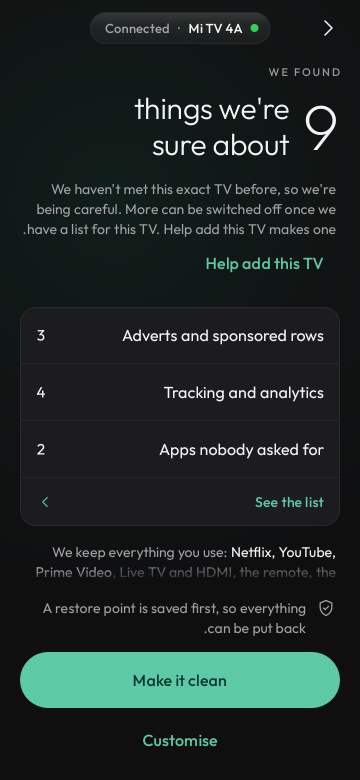 Connected · Mi TV 4A
WE FOUND
9
things we're
sure about
We haven't met this exact TV before, so we're
being careful. More can be switched off once we
.have a list for this TV. Help add this TV makes one
Help add this TV
3 Adverts and sponsored rows
4 Tracking and analytics
2 Apps nobody asked for
See the list
We keep everything you use: Netflix, YouTube,
Prime Video, Live TV and HDMI, the remote, the
A restore point is saved first, so everything
.can be put back
Make it clean
Customise